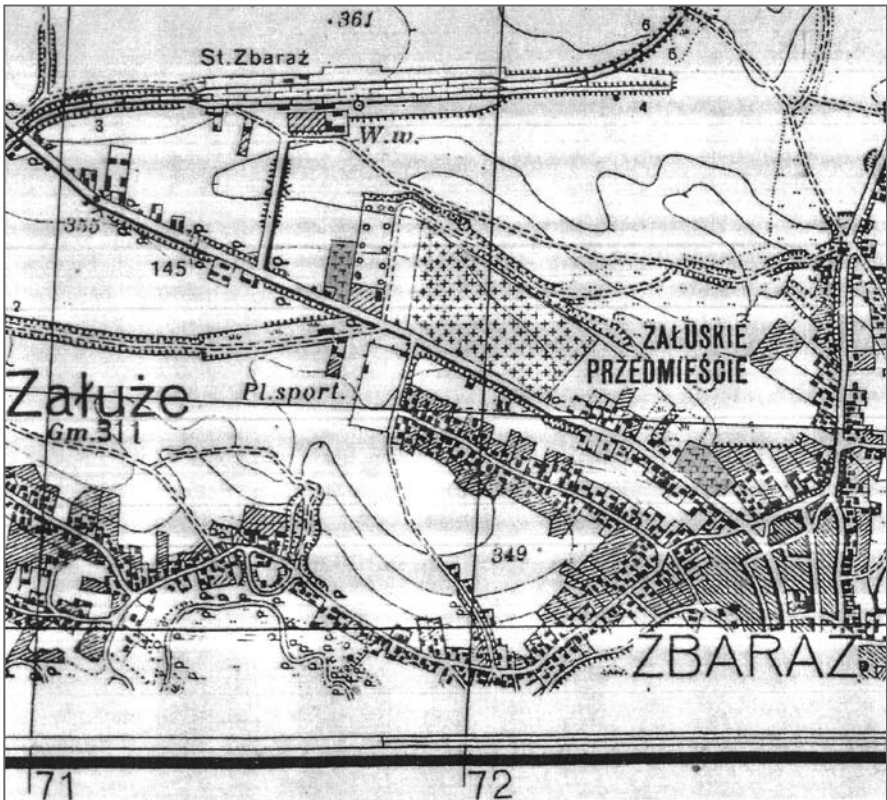 361
St. Zbaraż
6
5
4
3
W. w.
355
145
2
ZAŁUSKIE
PRZEDMIEŚCIE
Załuże
Pl. sport.
Gm. 311
349
ZBARAŻ
71
72